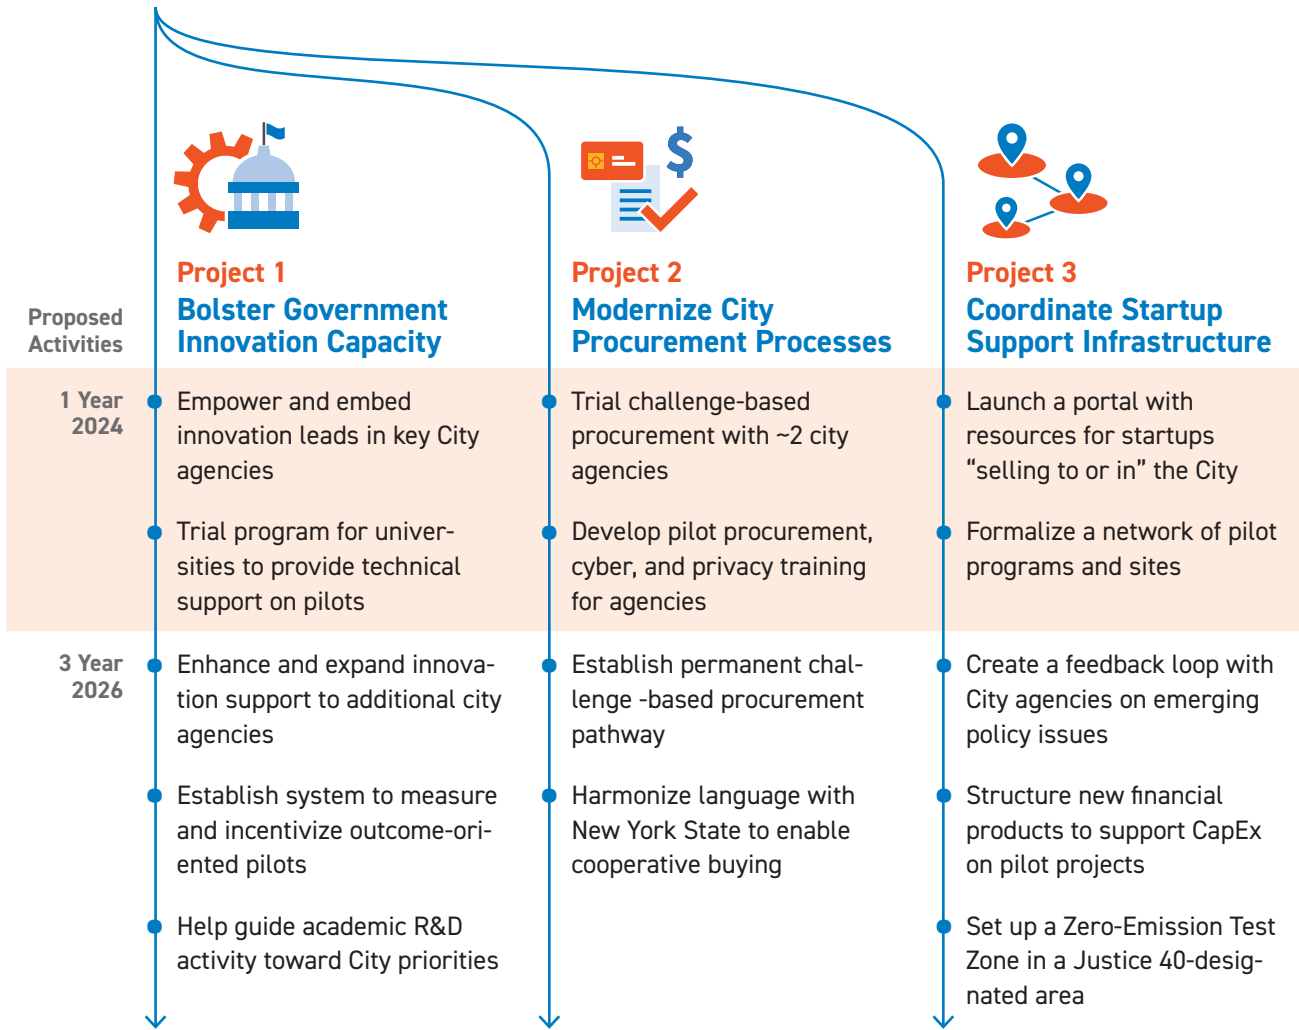 Project 1
Bolster Government
Innovation Capacity
Project 2
Modernize City
Procurement Processes
Project 3
Coordinate Startup
Support Infrastructure
Proposed
Activities
1 Year
2024
Empower and embed
innovation leads in key City
agencies
Trial program for univer-
sities to provide technical
support on pilots
Trial challenge-based
procurement with ~2 city
agencies
Develop pilot procurement,
cyber, and privacy training
for agencies
Launch a portal with
resources for startups
“selling to or in” the City
Formalize a network of pilot
programs and sites
3 Year
2026
Enhance and expand innova-
tion support to additional city
agencies
Establish system to measure
and incentivize outcome-ori-
ented pilots
Help guide academic R&D
activity toward City priorities
Establish permanent chal-
lenge -based procurement
pathway
Harmonize language with
New York State to enable
cooperative buying
Create a feedback loop with
City agencies on emerging
policy issues
Structure new financial
products to support CapEx
on pilot projects
Set up a Zero-Emission Test
Zone in a Justice 40-desig-
nated area